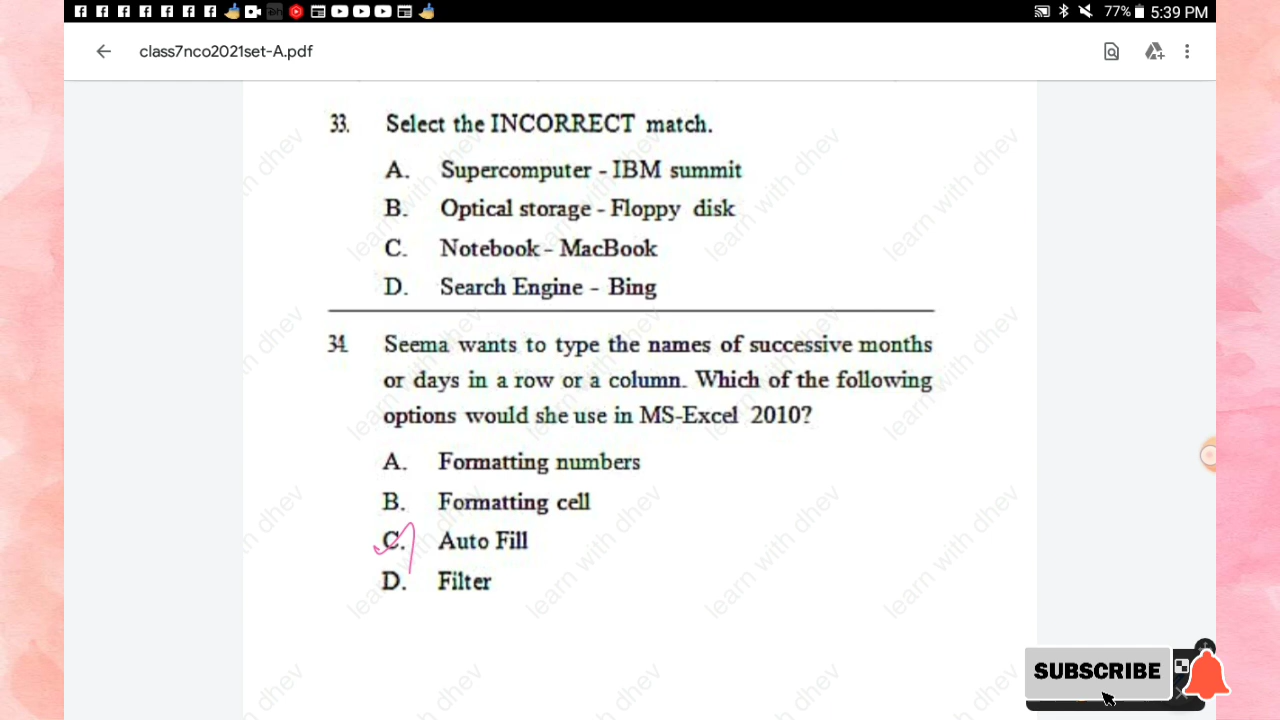 77% 5:39 PM
class7nco2021set-A.pdf
33. Select the INCORRECT match.
A. Supercomputer - IBM summit
B. Optical storage - Floppy disk
C. Notebook - MacBook
D. Search Engine - Bing
34. Seema wants to type the names of successive months
or days in a row or a column. Which of the following
options would she use in MS-Excel 2010?
A. Formatting numbers
B. Formatting cell
C. Auto Fill
D. Filter
learn with dhev
SUBSCRIBE